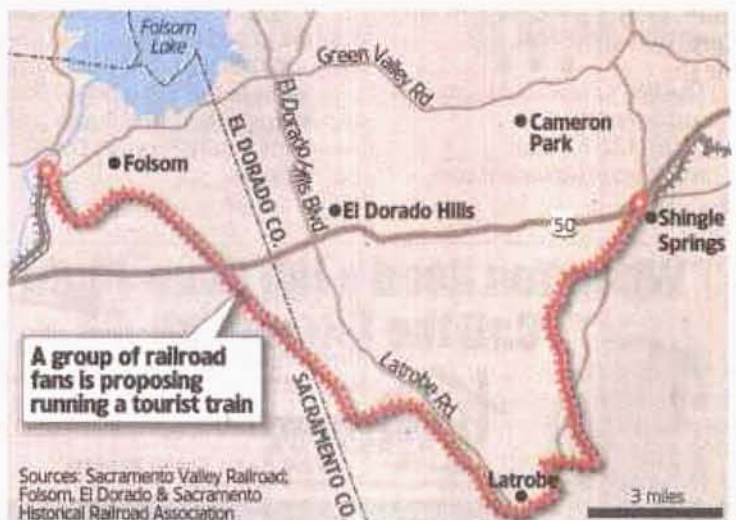 Folsom
Lake
Green Valley Rd
El Dorado Hills Blvd
EL DORADO CO.
Cameron
Park
Folsom
El Dorado Hills
50
Shingle
Springs
A group of railroad
fans is proposing
running a tourist train
SACRAMENTO CO.
Latrobe Rd
Latrobe
Sources: Sacramento Valley Railroad;
Folsom, El Dorado & Sacramento
Historical Railroad Association
3 miles